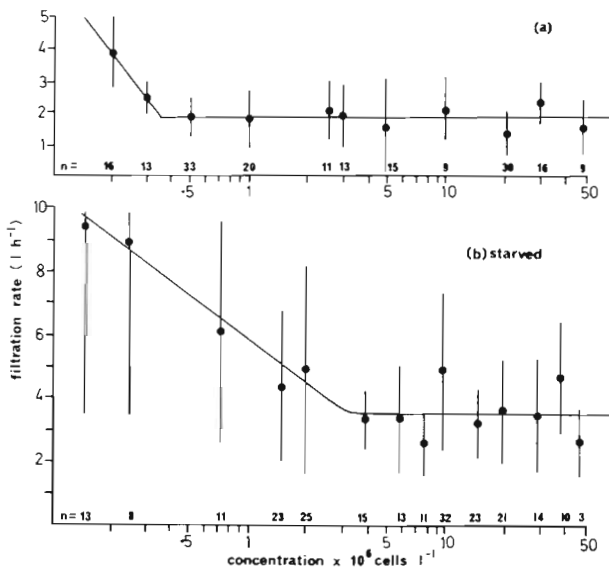 5
(a)
4
3
2
1
n = 16 13 33 20 11 13 15 9 30 16 9
·5 1 5 10 50
10
(b) starved
8
6
4
2
filtration rate ( l h⁻¹)
n = 13 8 11 23 25 15 13 11 32 23 21 14 10 3
·5 1 5 10 50
concentration x 10⁶ cells l⁻¹